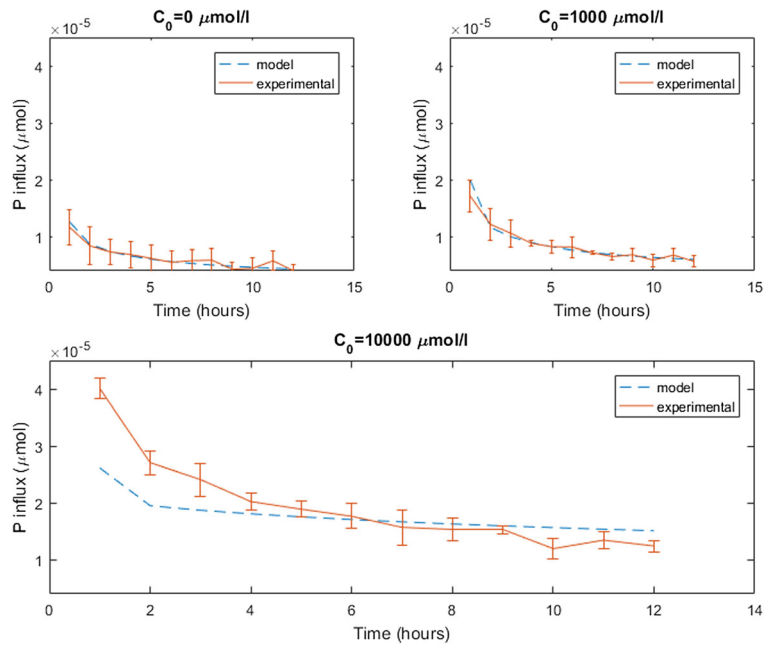 C₀=0 μmol/l
×10⁻⁵
4
3
2
1
P influx (μmol)
0 5 10 15
Time (hours)
model
experimental
C₀=1000 μmol/l
×10⁻⁵
4
3
2
1
P influx (μmol)
0 5 10 15
Time (hours)
model
experimental
C₀=10000 μmol/l
×10⁻⁵
4
3
2
1
P influx (μmol)
0 2 4 6 8 10 12 14
Time (hours)
model
experimental